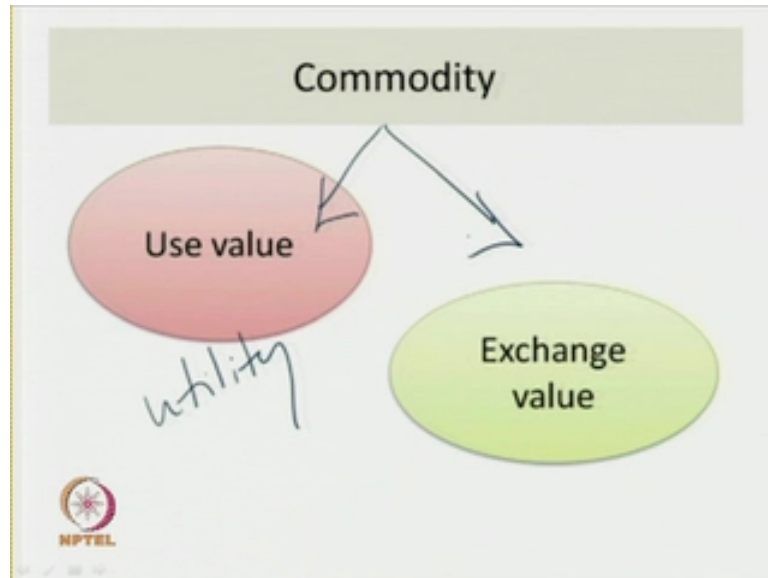 Commodity
Use value
utility
Exchange
value
NPTEL